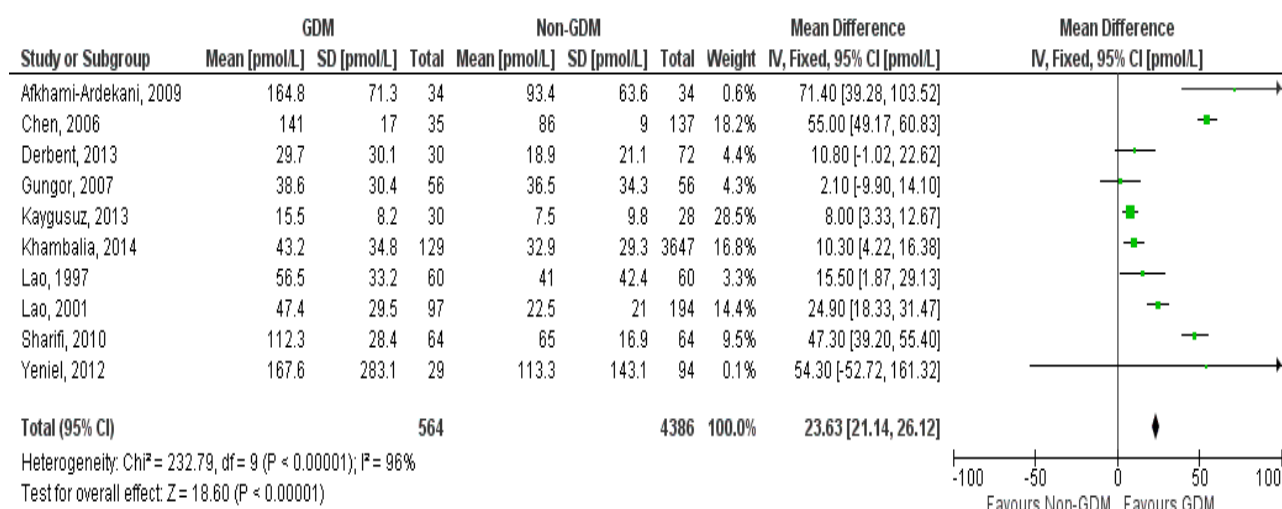 GDM Non-GDM Mean Difference Mean Difference
Study or Subgroup Mean [pmol/L] SD [pmol/L] Total Mean [pmol/L] SD [pmol/L] Total Weight IV, Fixed, 95% CI [pmol/L] IV, Fixed, 95% CI [pmol/L]
Afkhami-Ardekani, 2009 164.8 71.3 34 93.4 63.6 34 0.6% 71.40 [39.28, 103.52]
Chen, 2006 141 17 35 86 9 137 18.2% 55.00 [49.17, 60.83]
Derbent, 2013 29.7 30.1 30 18.9 21.1 72 4.4% 10.80 [-1.02, 22.62]
Gungor, 2007 38.6 30.4 56 36.5 34.3 56 4.3% 2.10 [-9.90, 14.10]
Kaygusuz, 2013 15.5 8.2 30 7.5 9.8 28 28.5% 8.00 [3.33, 12.67]
Khambalia, 2014 43.2 34.8 129 32.9 29.3 3647 16.8% 10.30 [4.22, 16.38]
Lao, 1997 56.5 33.2 60 41 42.4 60 3.3% 15.50 [1.87, 29.13]
Lao, 2001 47.4 29.5 97 22.5 21 194 14.4% 24.90 [18.33, 31.47]
Sharifi, 2010 112.3 28.4 64 65 16.9 64 9.5% 47.30 [39.20, 55.40]
Yeniel, 2012 167.6 283.1 29 113.3 143.1 94 0.1% 54.30 [-52.72, 161.32]
Total (95% CI) 564 4386 100.0% 23.63 [21.14, 26.12]
Heterogeneity: Chi² = 232.79, df = 9 (P < 0.00001); I² = 96%
Test for overall effect: Z = 18.60 (P < 0.00001)
-100 -50 0 50 100
Favours Non-GDM Favours GDM